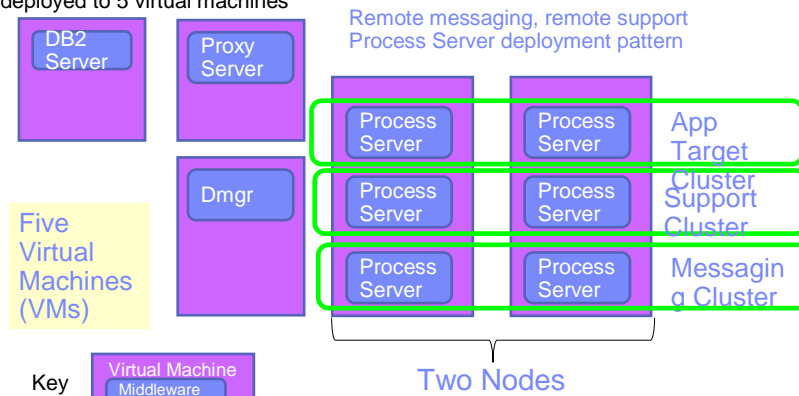 deployed to 5 virtual machines
Remote messaging, remote support
Process Server deployment pattern
DB2
Server
Proxy
Server
Process
Server
Process
Server
App
Target
Cluster
Dmgr
Process
Server
Process
Server
Support
Cluster
Five
Virtual
Machines
(VMs)
Process
Server
Process
Server
Messagin
g Cluster
Key
Virtual Machine
Middleware
Two Nodes